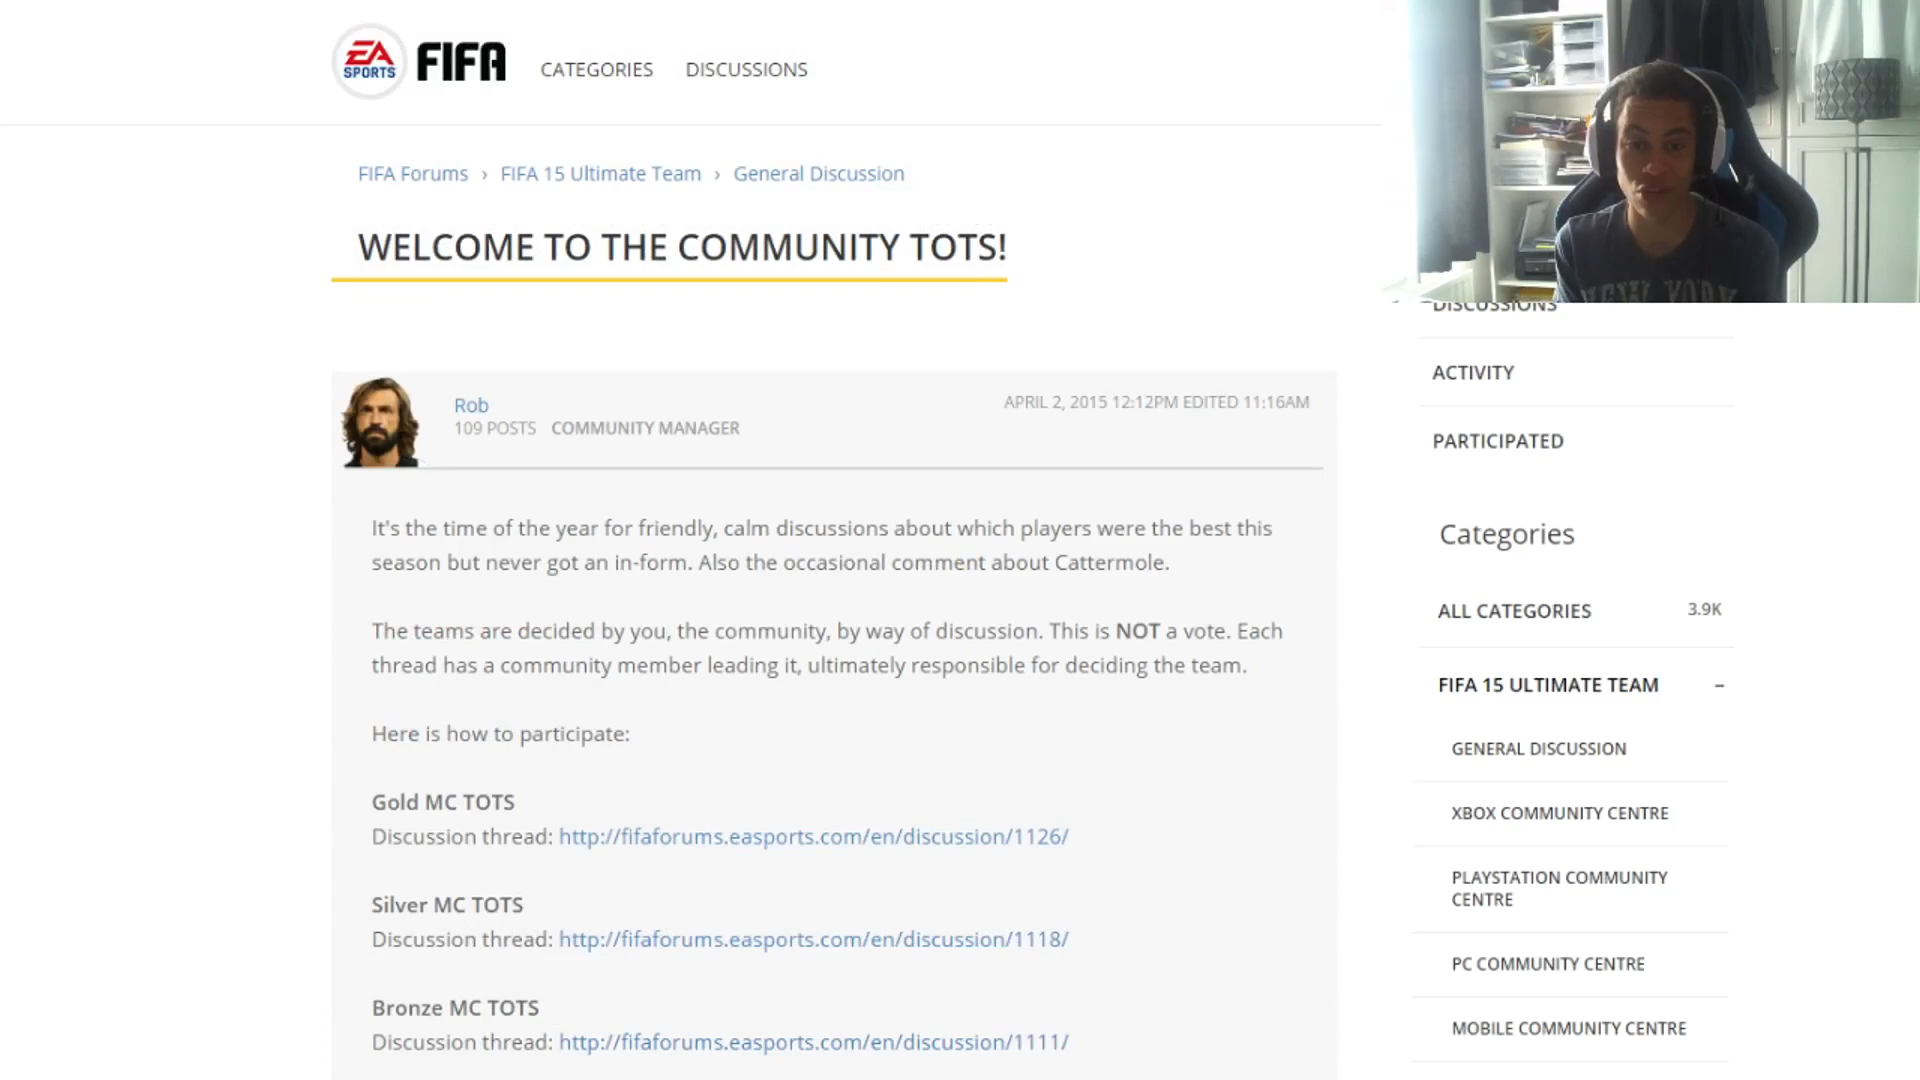 EA SPORTS FIFA CATEGORIES DISCUSSIONS
FIFA Forums › FIFA 15 Ultimate Team › General Discussion
WELCOME TO THE COMMUNITY TOTS!
Rob
109 POSTS COMMUNITY MANAGER
APRIL 2, 2015 12:12PM EDITED 11:16AM
It's the time of the year for friendly, calm discussions about which players were the best this
season but never got an in-form. Also the occasional comment about Cattermole.
The teams are decided by you, the community, by way of discussion. This is NOT a vote. Each
thread has a community member leading it, ultimately responsible for deciding the team.
Here is how to participate:
Gold MC TOTS
Discussion thread: http://fifaforums.easports.com/en/discussion/1126/
Silver MC TOTS
Discussion thread: http://fifaforums.easports.com/en/discussion/1118/
Bronze MC TOTS
Discussion thread: http://fifaforums.easports.com/en/discussion/1111/
NEW YORK
DISCUSSIONS
ACTIVITY
PARTICIPATED
Categories
ALL CATEGORIES 3.9K
FIFA 15 ULTIMATE TEAM –
GENERAL DISCUSSION
XBOX COMMUNITY CENTRE
PLAYSTATION COMMUNITY
CENTRE
PC COMMUNITY CENTRE
MOBILE COMMUNITY CENTRE